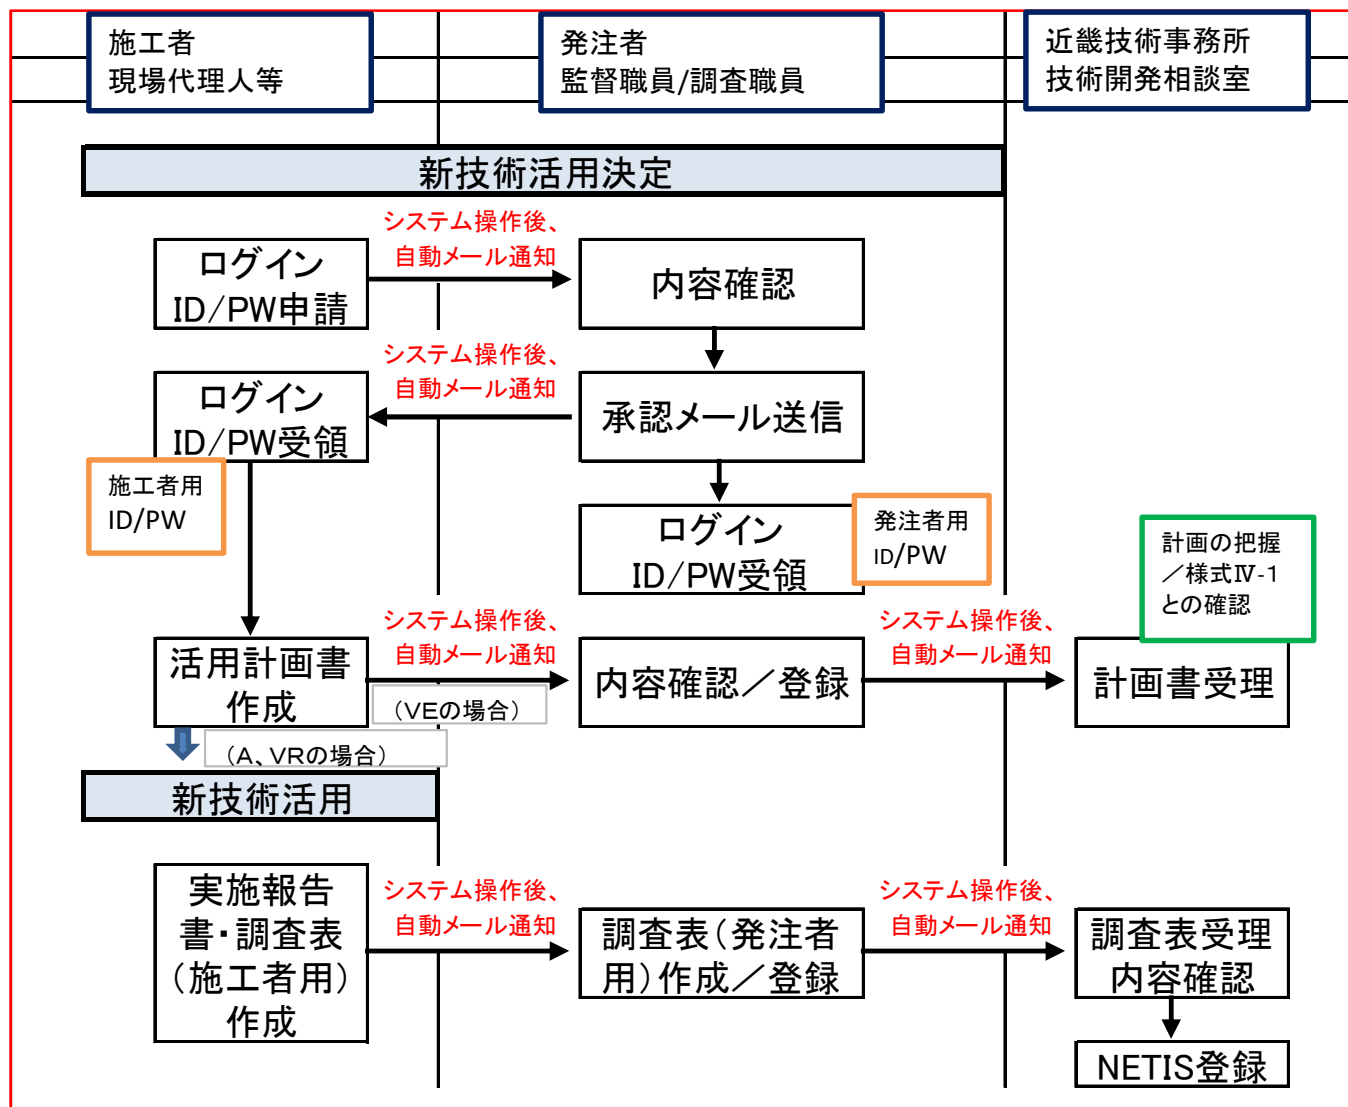 施工者
現場代理人等
発注者
監督職員/調査職員
近畿技術事務所
技術開発相談室
新技術活用決定
ログイン
ID/PW申請
システム操作後、
自動メール通知
内容確認
ログイン
ID/PW受領
システム操作後、
自動メール通知
承認メール送信
施工者用
ID/PW
ログイン
ID/PW受領
発注者用
ID/PW
計画の把握
／様式Ⅳ-1
との確認
活用計画書
作成
システム操作後、
自動メール通知
（VEの場合）
内容確認／登録
システム操作後、
自動メール通知
計画書受理
（A、VRの場合）
新技術活用
実施報告
書・調査表
（施工者用）
作成
システム操作後、
自動メール通知
調査表（発注者
用）作成／登録
システム操作後、
自動メール通知
調査表受理
内容確認
NETIS登録